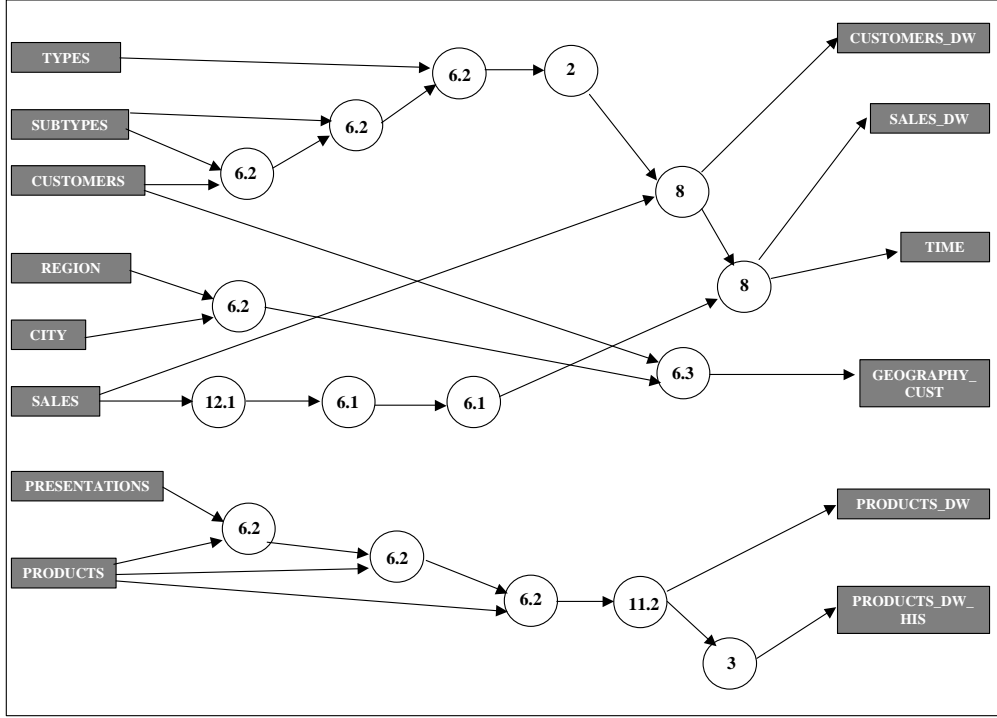 TYPES
SUBTYPES
CUSTOMERS
REGION
CITY
SALES
PRESENTATIONS
PRODUCTS
6.2
6.2
6.2
2
8
8
6.2
12.1
6.1
6.1
6.3
6.2
6.2
6.2
11.2
3
CUSTOMERS_DW
SALES_DW
TIME
GEOGRAPHY_
CUST
PRODUCTS_DW
PRODUCTS_DW_
HIS